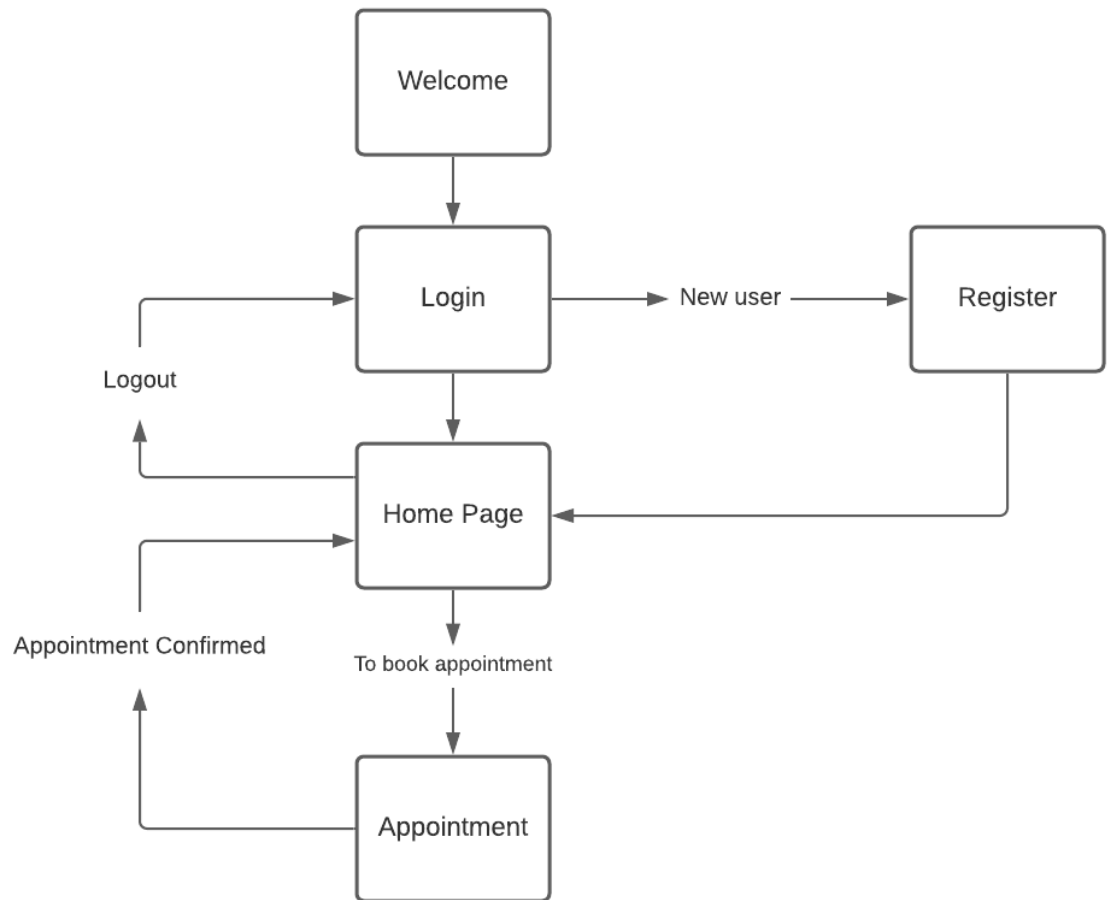 Welcome
Login
New user
Register
Logout
Home Page
Appointment Confirmed
To book appointment
Appointment